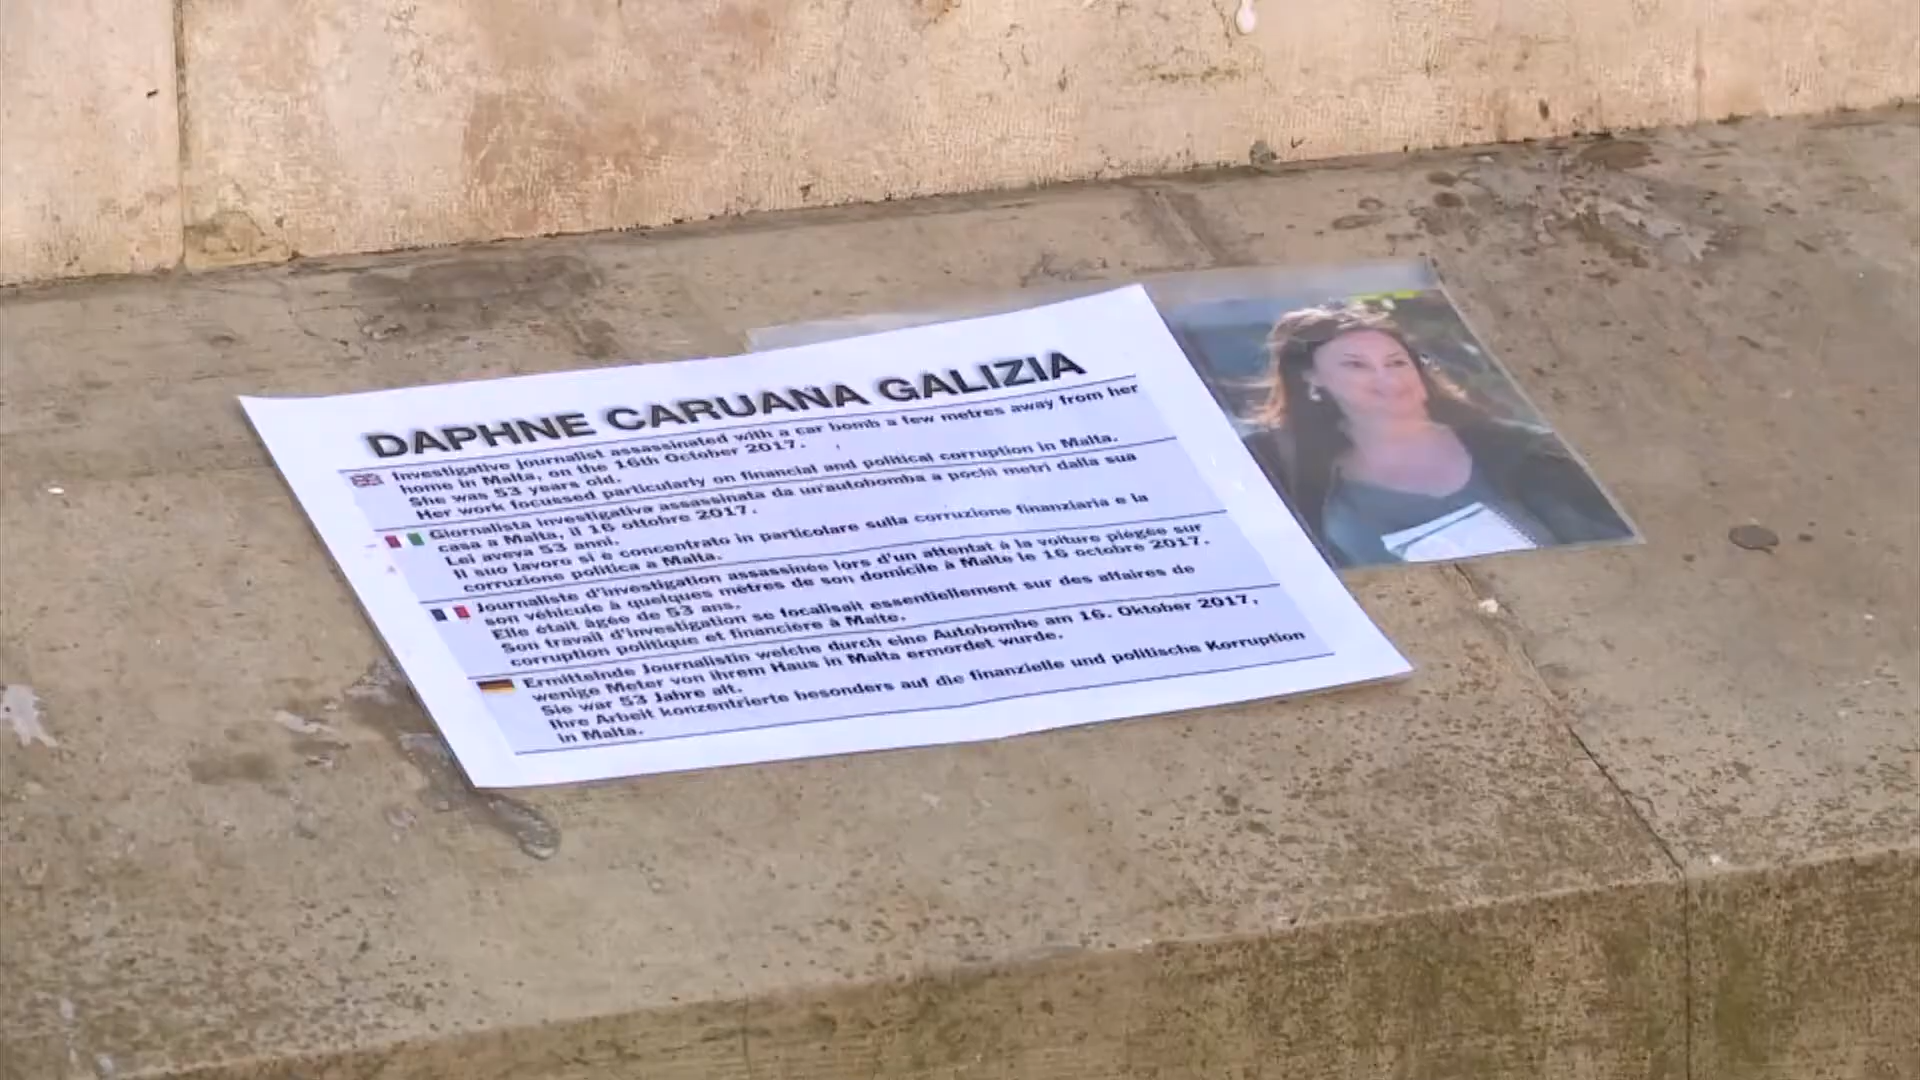 DAPHNE CARUANA GALIZIA
Investigative journalist assassinated with a car bomb a few metres away from her
home in Malta, on the 16th October 2017.
She was 53 years old.
Her work focussed particularly on financial and political corruption in Malta.
Giornalista investigativa assassinata da un'autobomba a pochi metri dalla sua
casa a Malta, il 16 ottobre 2017.
Lei aveva 53 anni.
Il suo lavoro si è concentrato in particolare sulla corruzione finanziaria e la
corruzione politica a Malta.
Journaliste d'investigation assassinée lors d'un attentat à la voiture piégée sur
son véhicule à quelques mètres de son domicile à Malte le 16 octobre 2017.
Elle était âgée de 53 ans.
Son travail d'investigation se focalisait essentiellement sur des affaires de
corruption politique et financière à Malte.
Ermittelnde Journalistin welche durch eine Autobombe am 16. Oktober 2017,
wenige Meter von ihrem Haus in Malta ermordet wurde.
Sie war 53 Jahre alt.
Ihre Arbeit konzentrierte besonders auf die finanzielle und politische Korruption
in Malta.